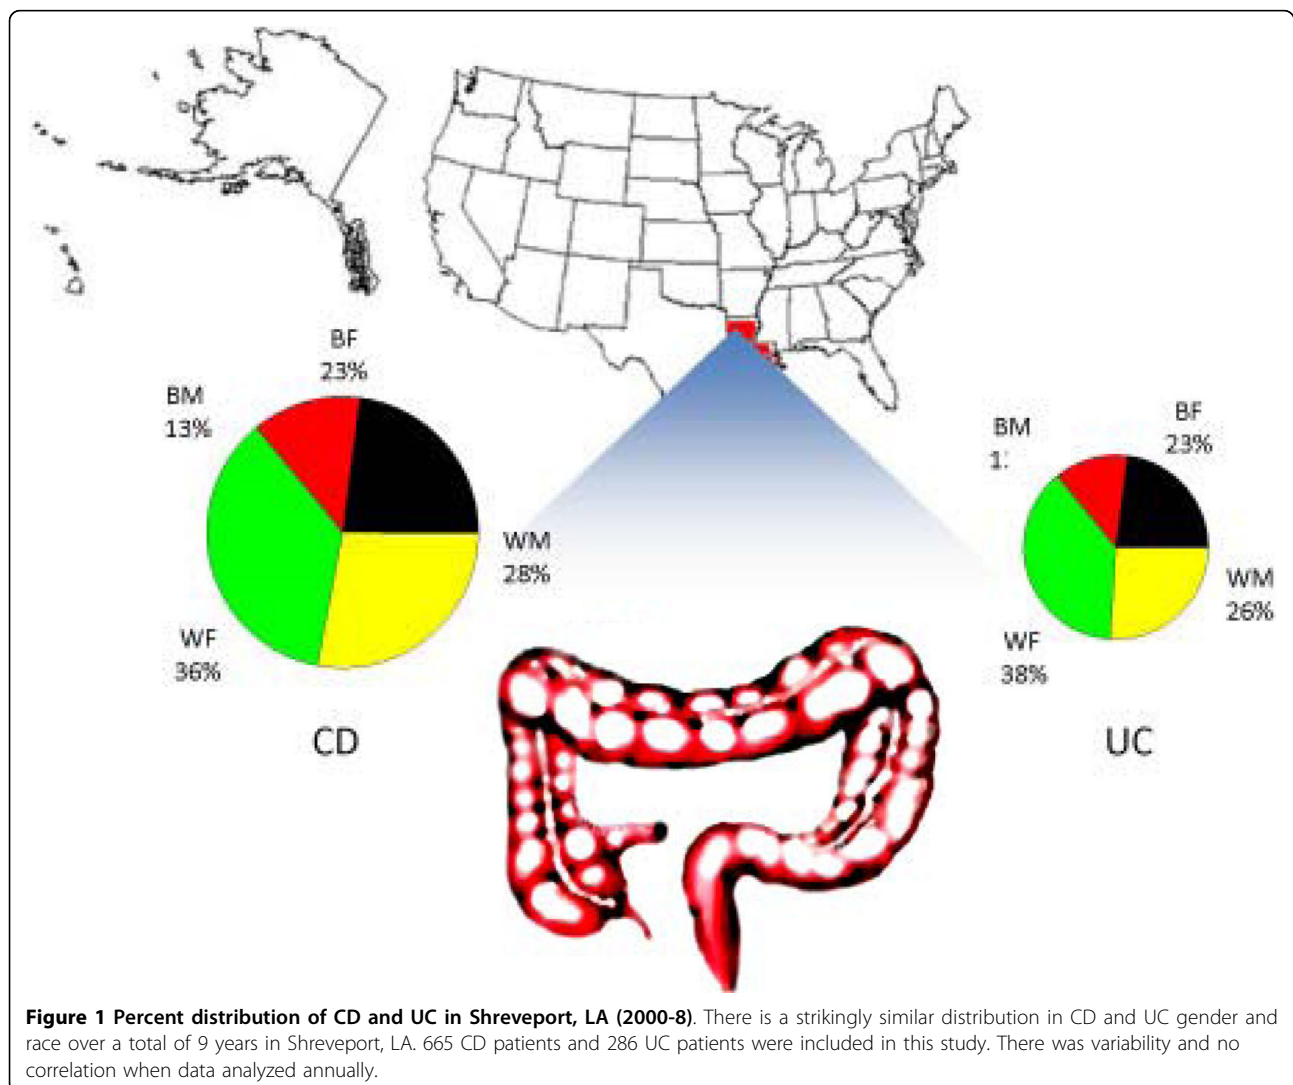 BF
23%
BM
13%
WM
28%
WF
36%
CD
BF
23%
BM
1
WM
26%
WF
38%
UC
Figure 1 Percent distribution of CD and UC in Shreveport, LA (2000-8). There is a strikingly similar distribution in CD and UC gender and
race over a total of 9 years in Shreveport, LA. 665 CD patients and 286 UC patients were included in this study. There was variability and no
correlation when data analyzed annually.